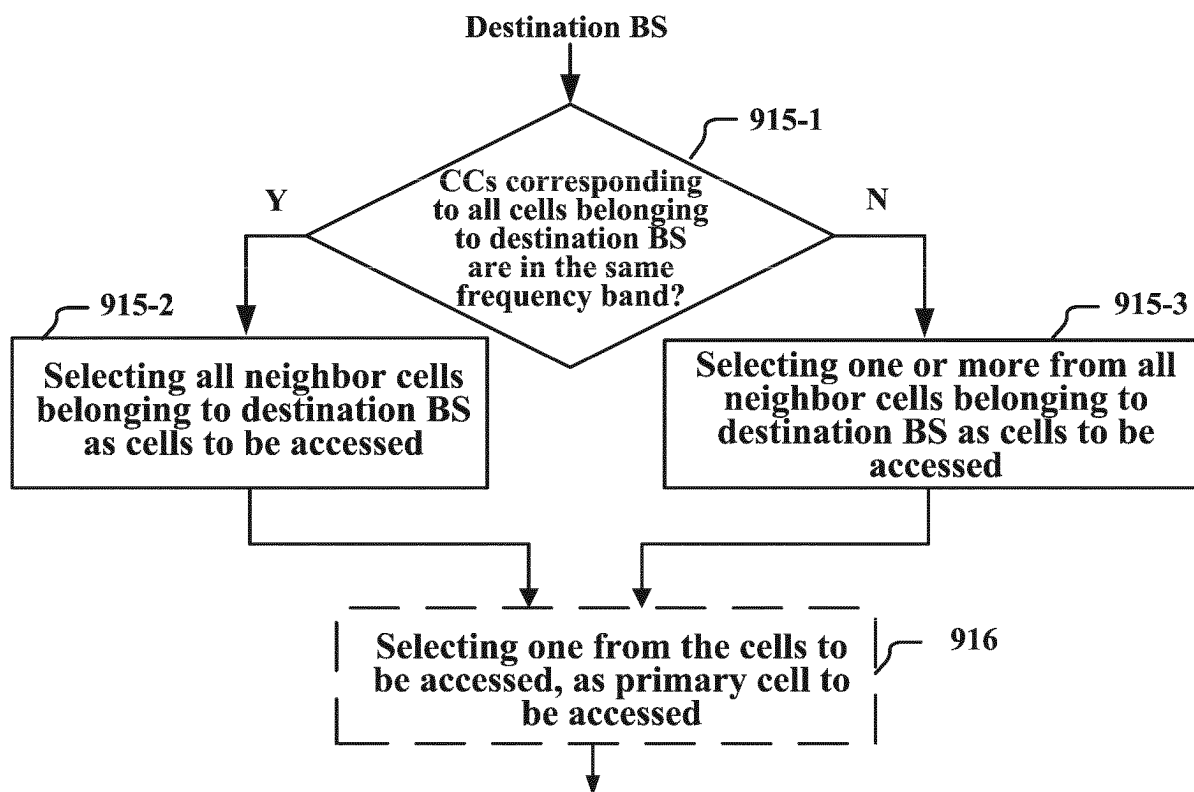 Destination BS
915-1
CCs corresponding
to all cells belonging
to destination BS
are in the same
frequency band?
Y
N
915-2
915-3
Selecting all neighbor cells
belonging to destination BS
as cells to be accessed
Selecting one or more from all
neighbor cells belonging to
destination BS as cells to be
accessed
Selecting one from the cells to
be accessed, as primary cell to
be accessed
916